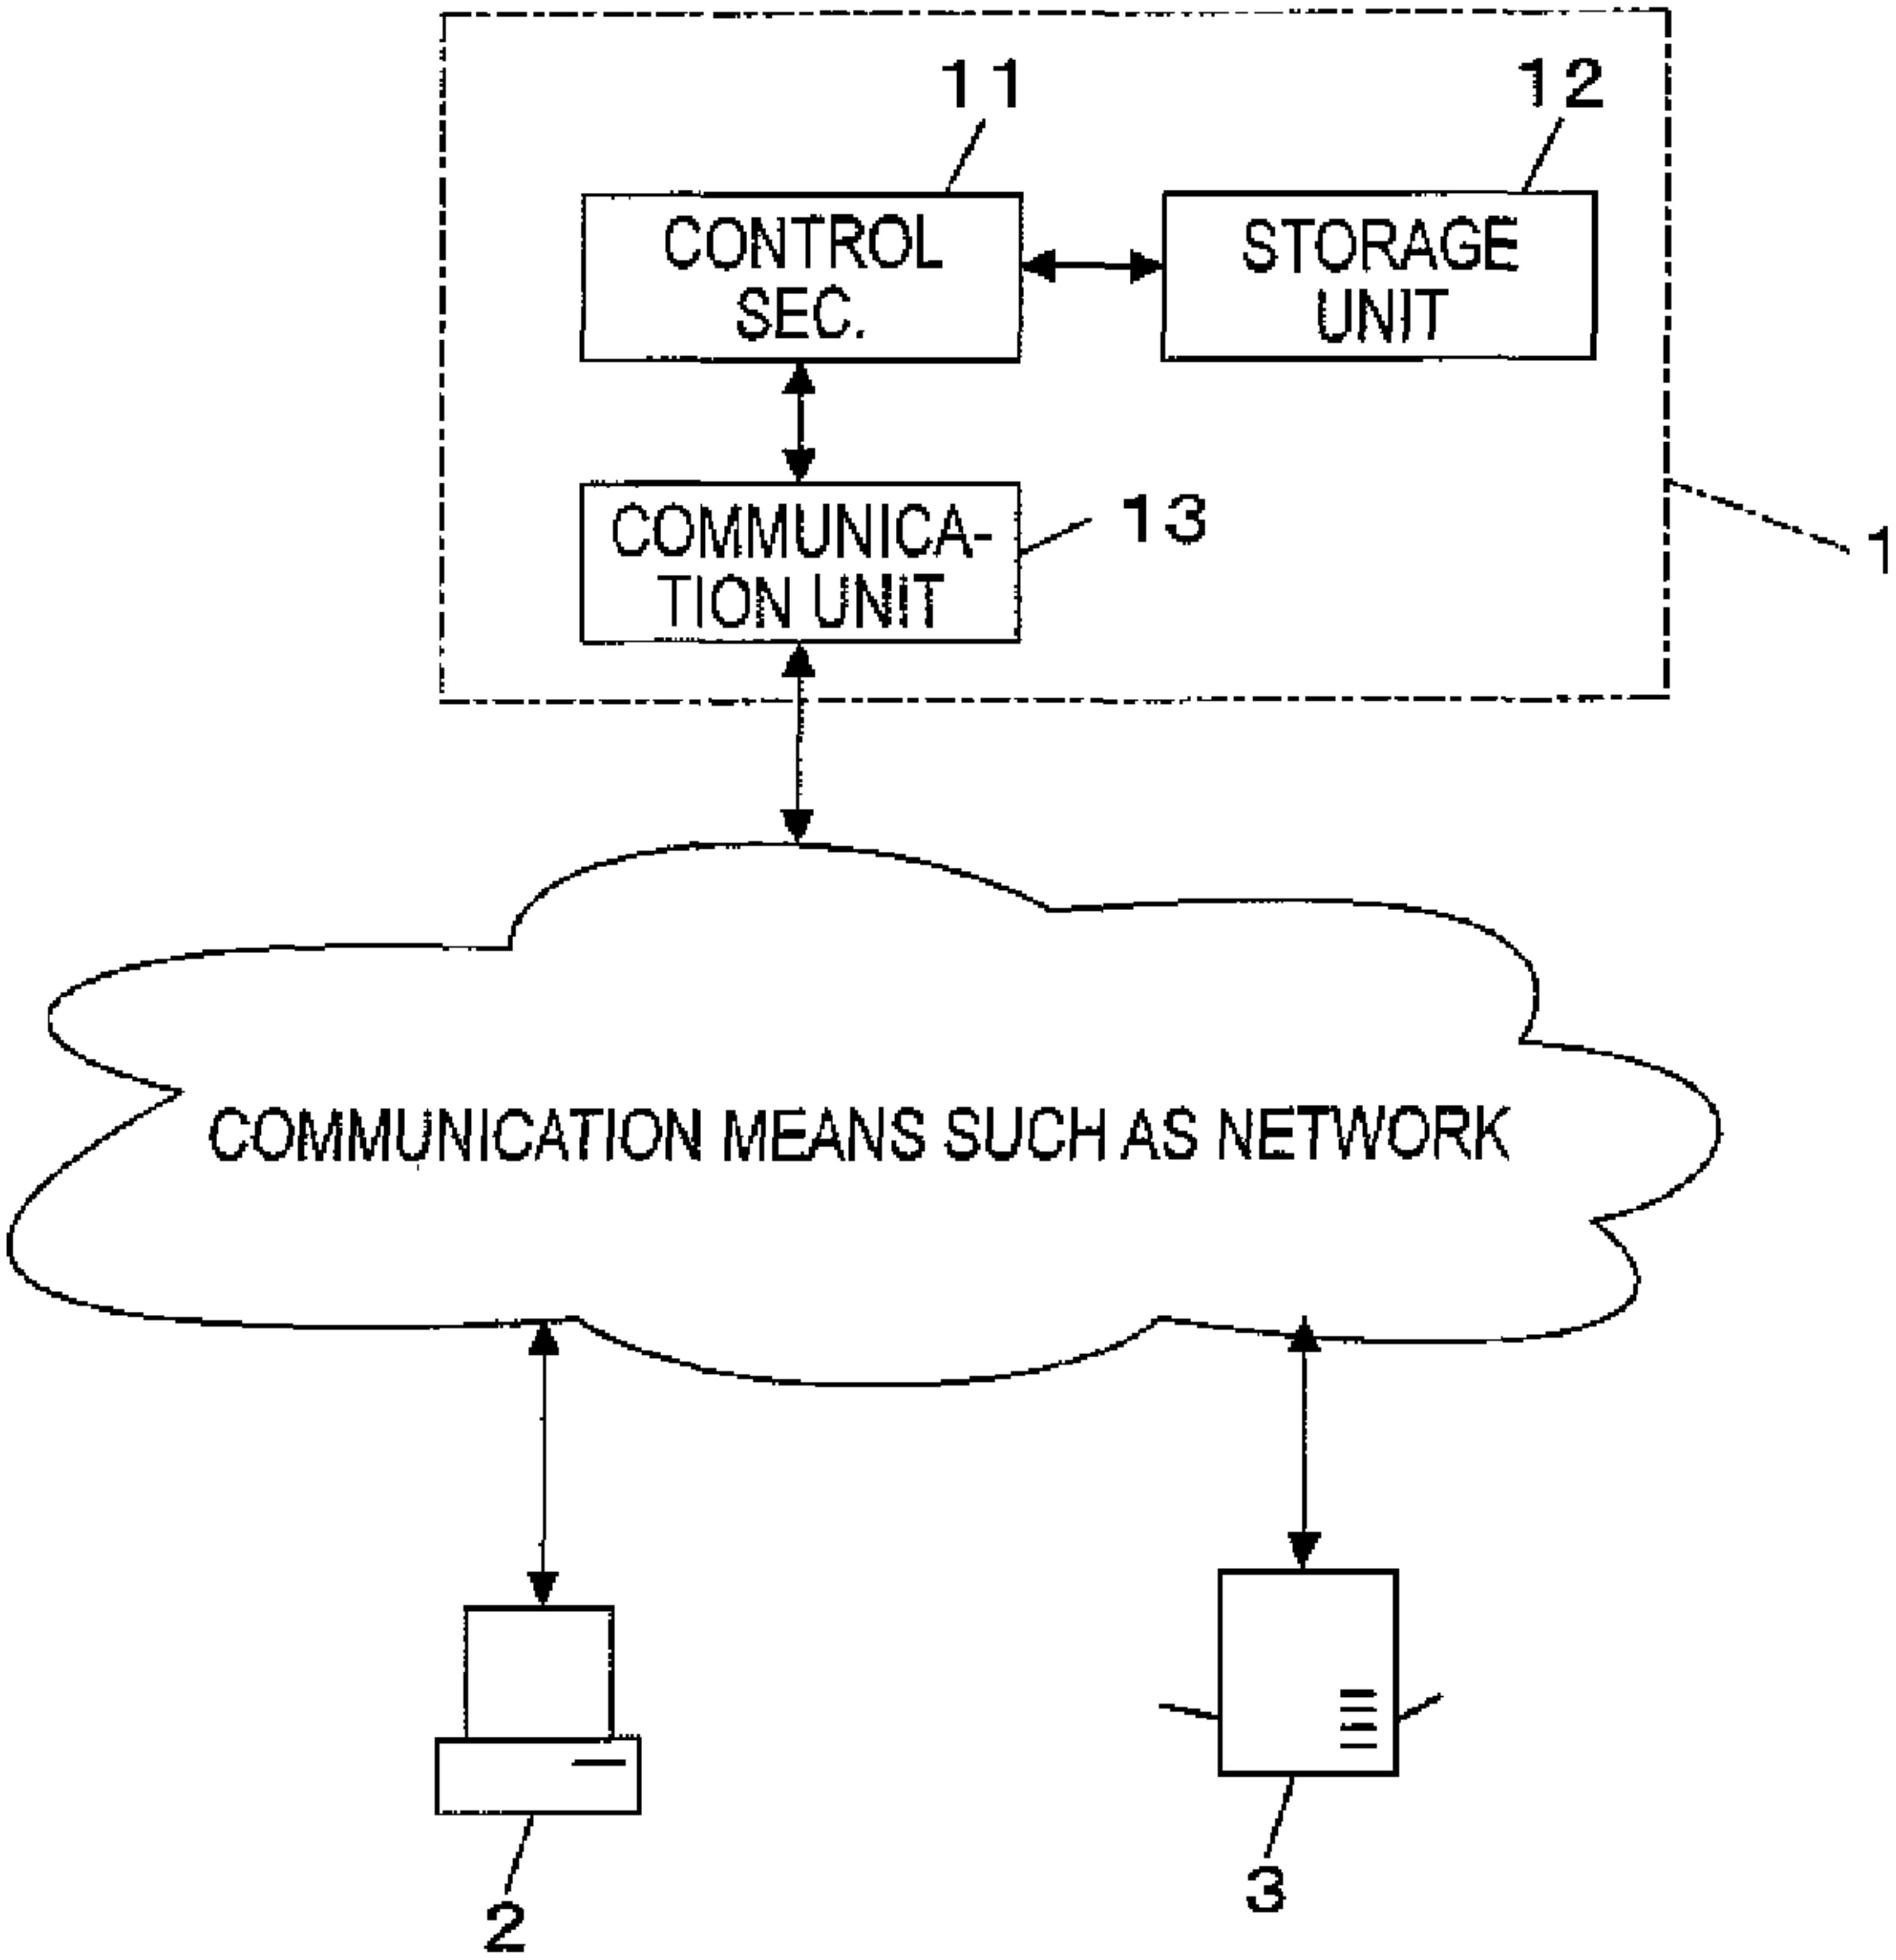 11
12
CONTROL
SEC.
STORAGE
UNIT
COMMUNICA-
TION UNIT
13
1
COMMUNICATION MEANS SUCH AS NETWORK
2
3